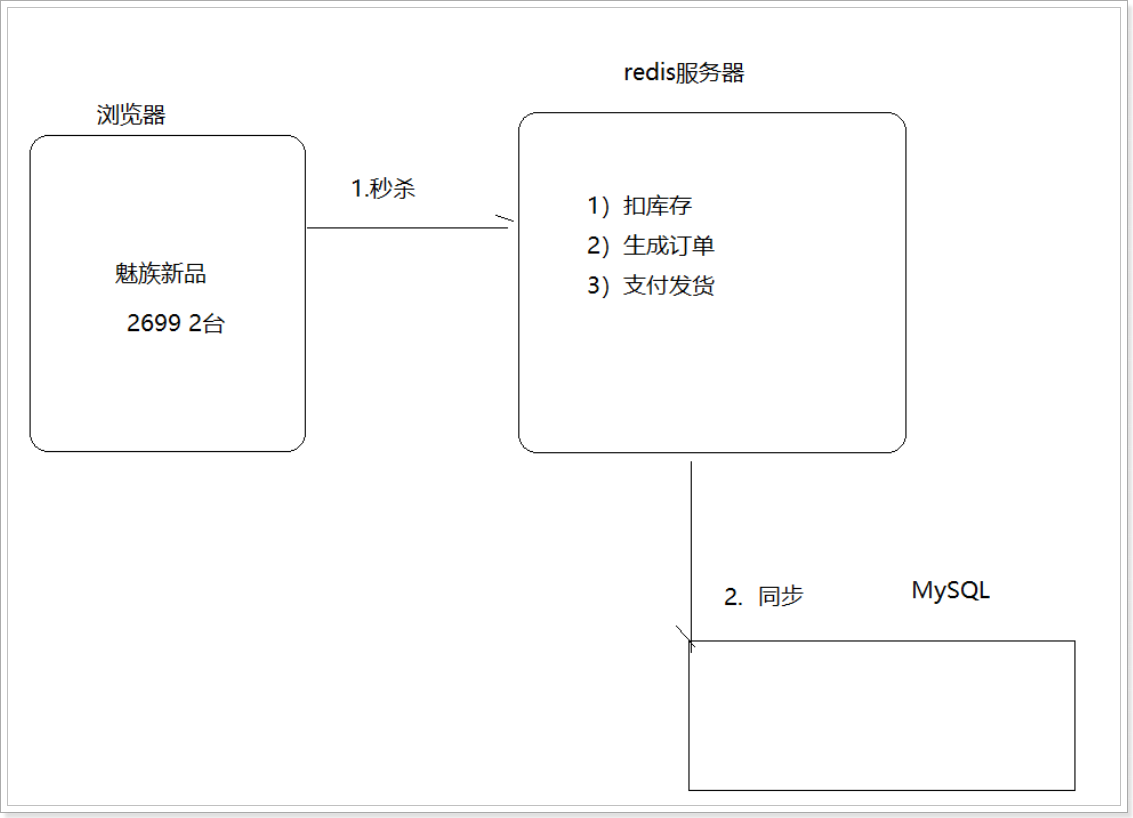 redis服务器
浏览器
1.秒杀
1）扣库存
2）生成订单
3）支付发货
魅族新品
2699 2台
2. 同步
MySQL